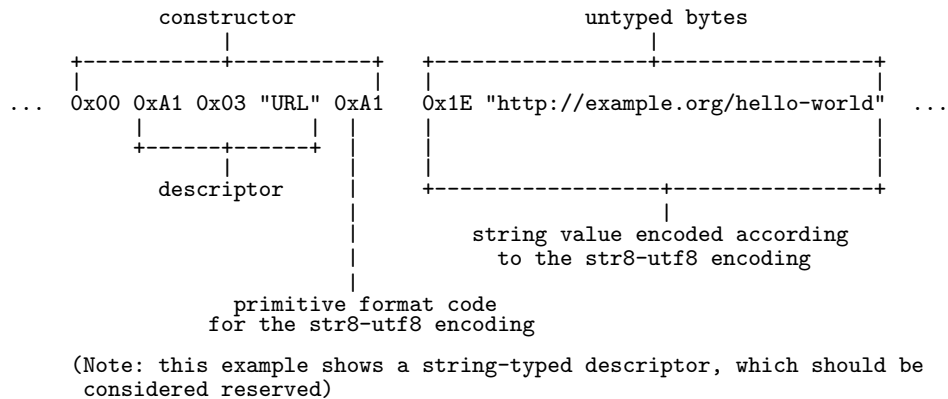 constructor untyped bytes
... 0x00 0xA1 0x03 "URL" 0xA1 0x1E "http://example.org/hello-world" ...
descriptor
string value encoded according
to the str8-utf8 encoding
primitive format code
for the str8-utf8 encoding
(Note: this example shows a string-typed descriptor, which should be
considered reserved)